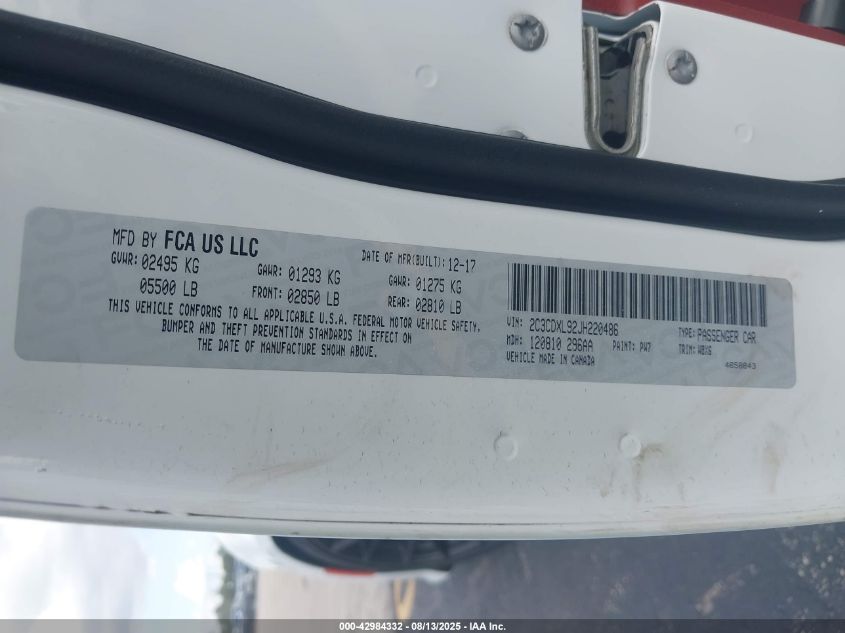 MFD BY FCA US LLC
DATE OF MFR(BUILT): 12-17
GVWR: 02495 KG
GAWR: 01293 KG
GAWR: 01275 KG
05500 LB
FRONT: 02850 LB
REAR: 02810 LB
THIS VEHICLE CONFORMS TO ALL APPLICABLE U.S.A. FEDERAL MOTOR VEHICLE SAFETY,
BUMPER AND THEFT PREVENTION STANDARDS IN EFFECT ON
THE DATE OF MANUFACTURE SHOWN ABOVE.
VIN: 2C3CDXL92JH220486
TYPE: PASSENGER CAR
MDH: 120810 296AA
PAINT: PW7
TRIM: WBX6
VEHICLE MADE IN CANADA
4658843
000-42984332 - 08/13/2025 - IAA Inc.